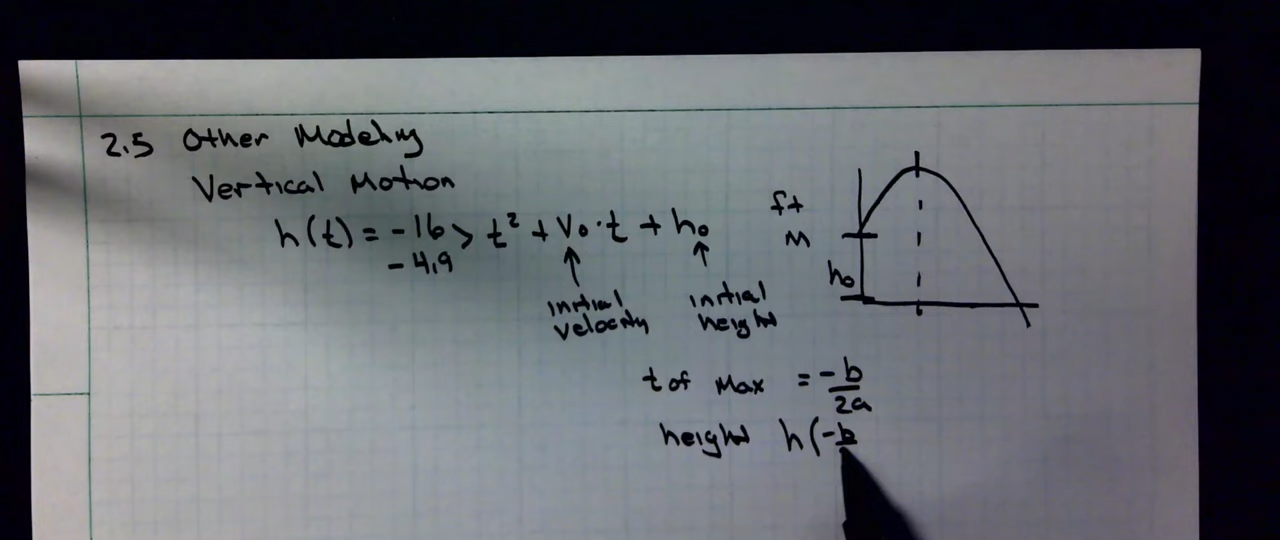 2.5 Other Modeling
Vertical Motion
h(t) = -16 > t² + V₀·t + h₀
-4.9
ft
M
h₀
initial velocity
initial height
t of Max = -b/2a
height h(-b